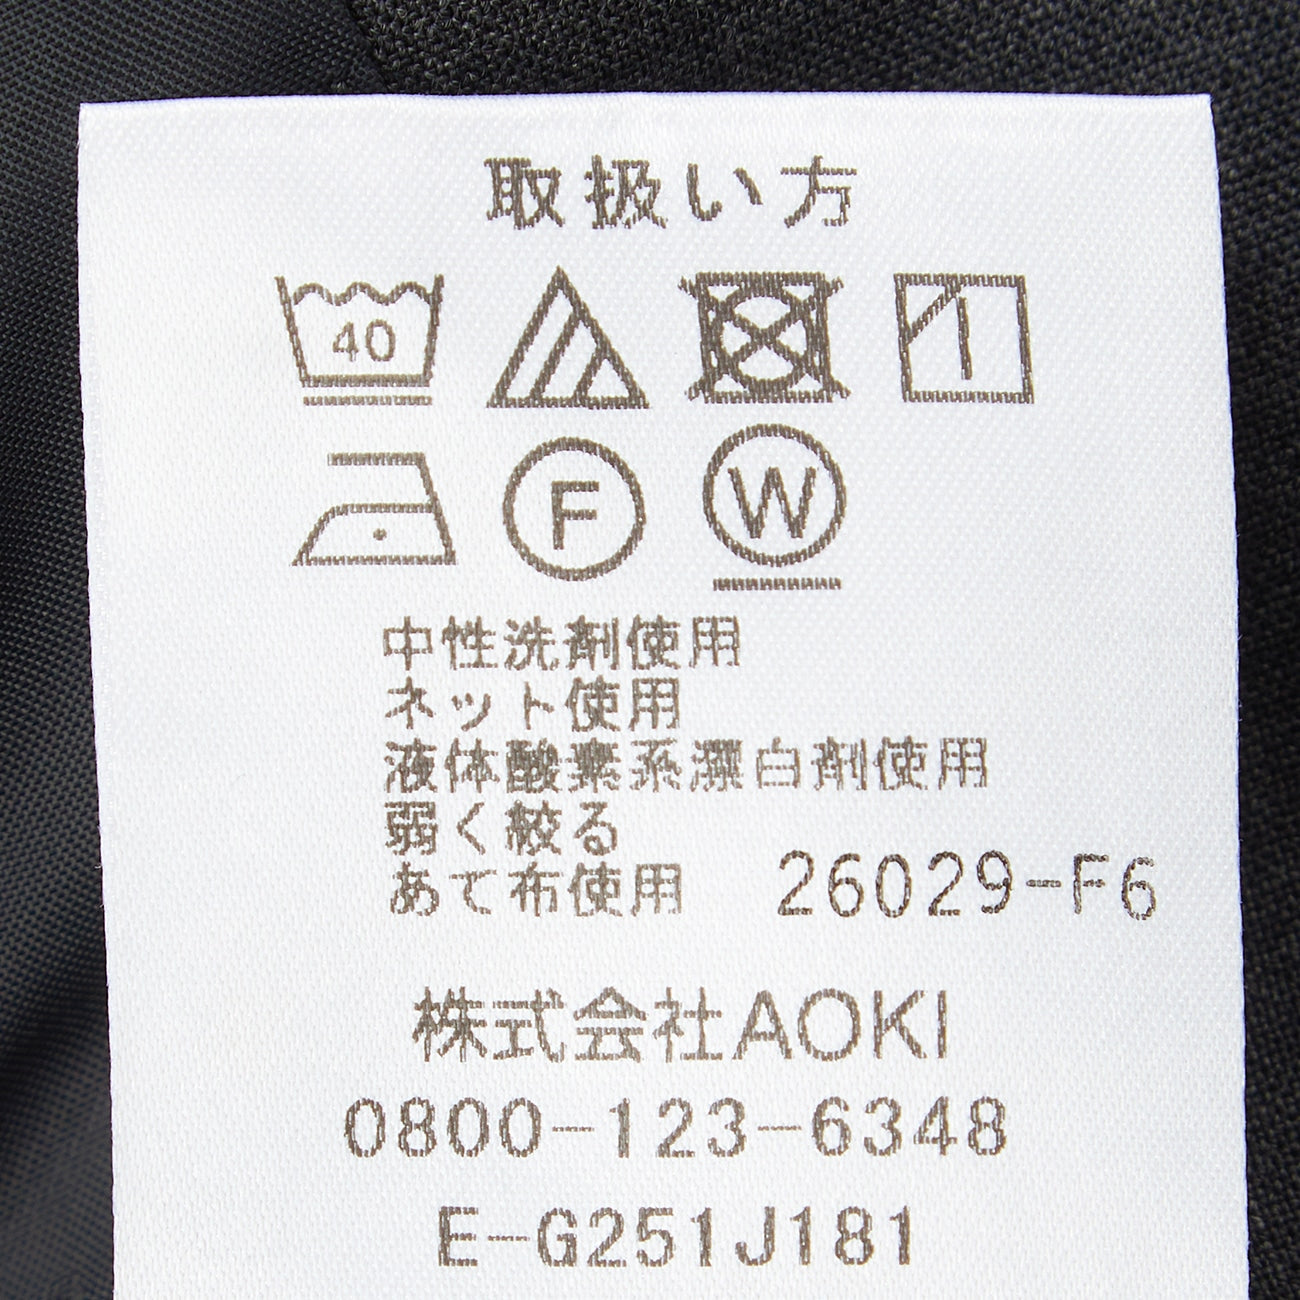 取扱い方
40
F W
中性洗剤使用
ネット使用
液体酸素系漂白剤使用
弱く絞る
あて布使用 26029-F6
株式会社AOKI
0800-123-6348
E-G251J181